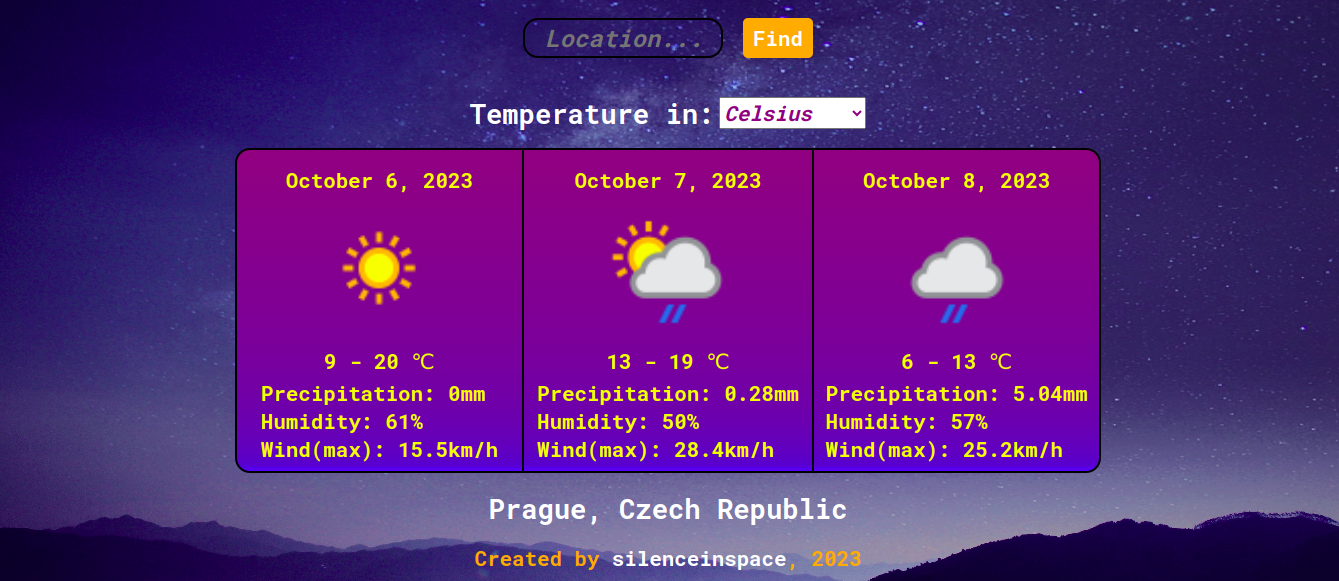 Location... Find
Temperature in: Celsius
October 6, 2023 October 7, 2023 October 8, 2023
9 - 20 ℃ 13 - 19 ℃ 6 - 13 ℃
Precipitation: 0mm Precipitation: 0.28mm Precipitation: 5.04mm
Humidity: 61% Humidity: 50% Humidity: 57%
Wind(max): 15.5km/h Wind(max): 28.4km/h Wind(max): 25.2km/h
Prague, Czech Republic
Created by silenceinspace, 2023